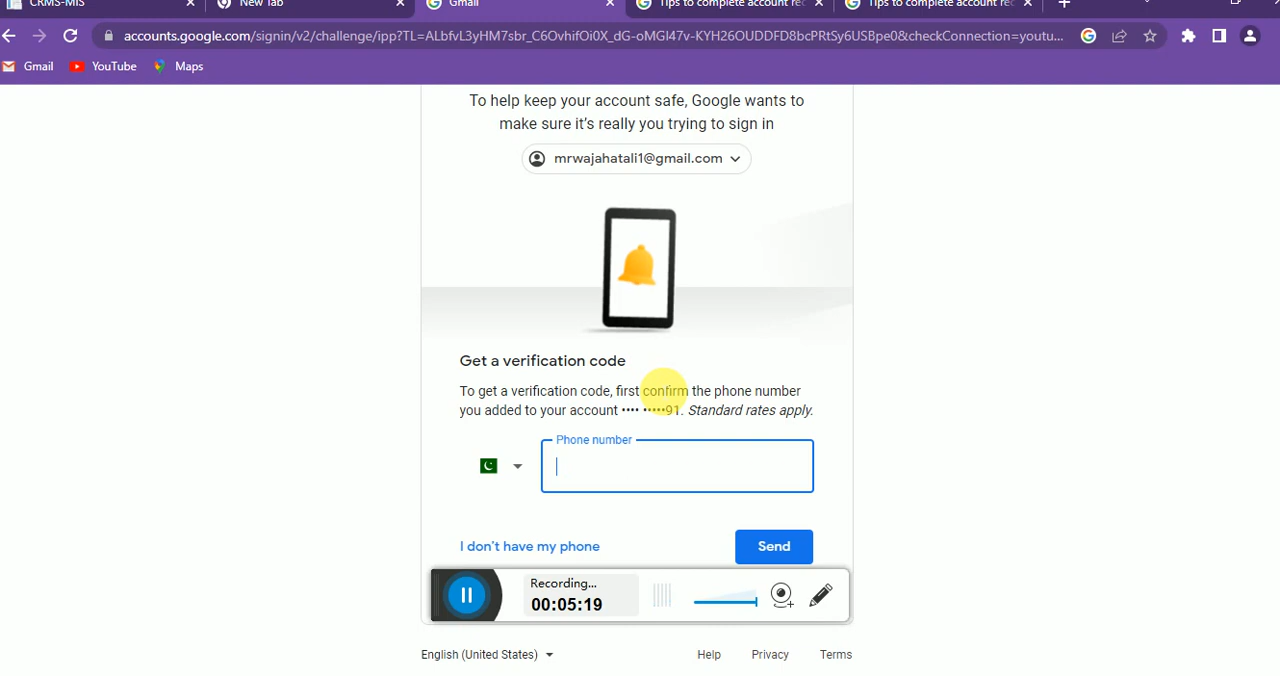 CRMS-MIS
New Tab
Gmail
Tips to complete account rec
Tips to complete account rec
accounts.google.com/signin/v2/challenge/ipp?TL=ALbfvL3yHM7sbr_C6OvhifOi0X_dG-oMGl47v-KYH26OUDDFD8bcPRtSy6USBpe0&checkConnection=youtu...
Gmail YouTube Maps
To help keep your account safe, Google wants to
make sure it's really you trying to sign in
mrwajahatali1@gmail.com
Get a verification code
To get a verification code, first confirm the phone number
you added to your account •••• •••••91. Standard rates apply.
Phone number
I don't have my phone
Send
Recording...
00:05:19
English (United States)
Help
Privacy
Terms